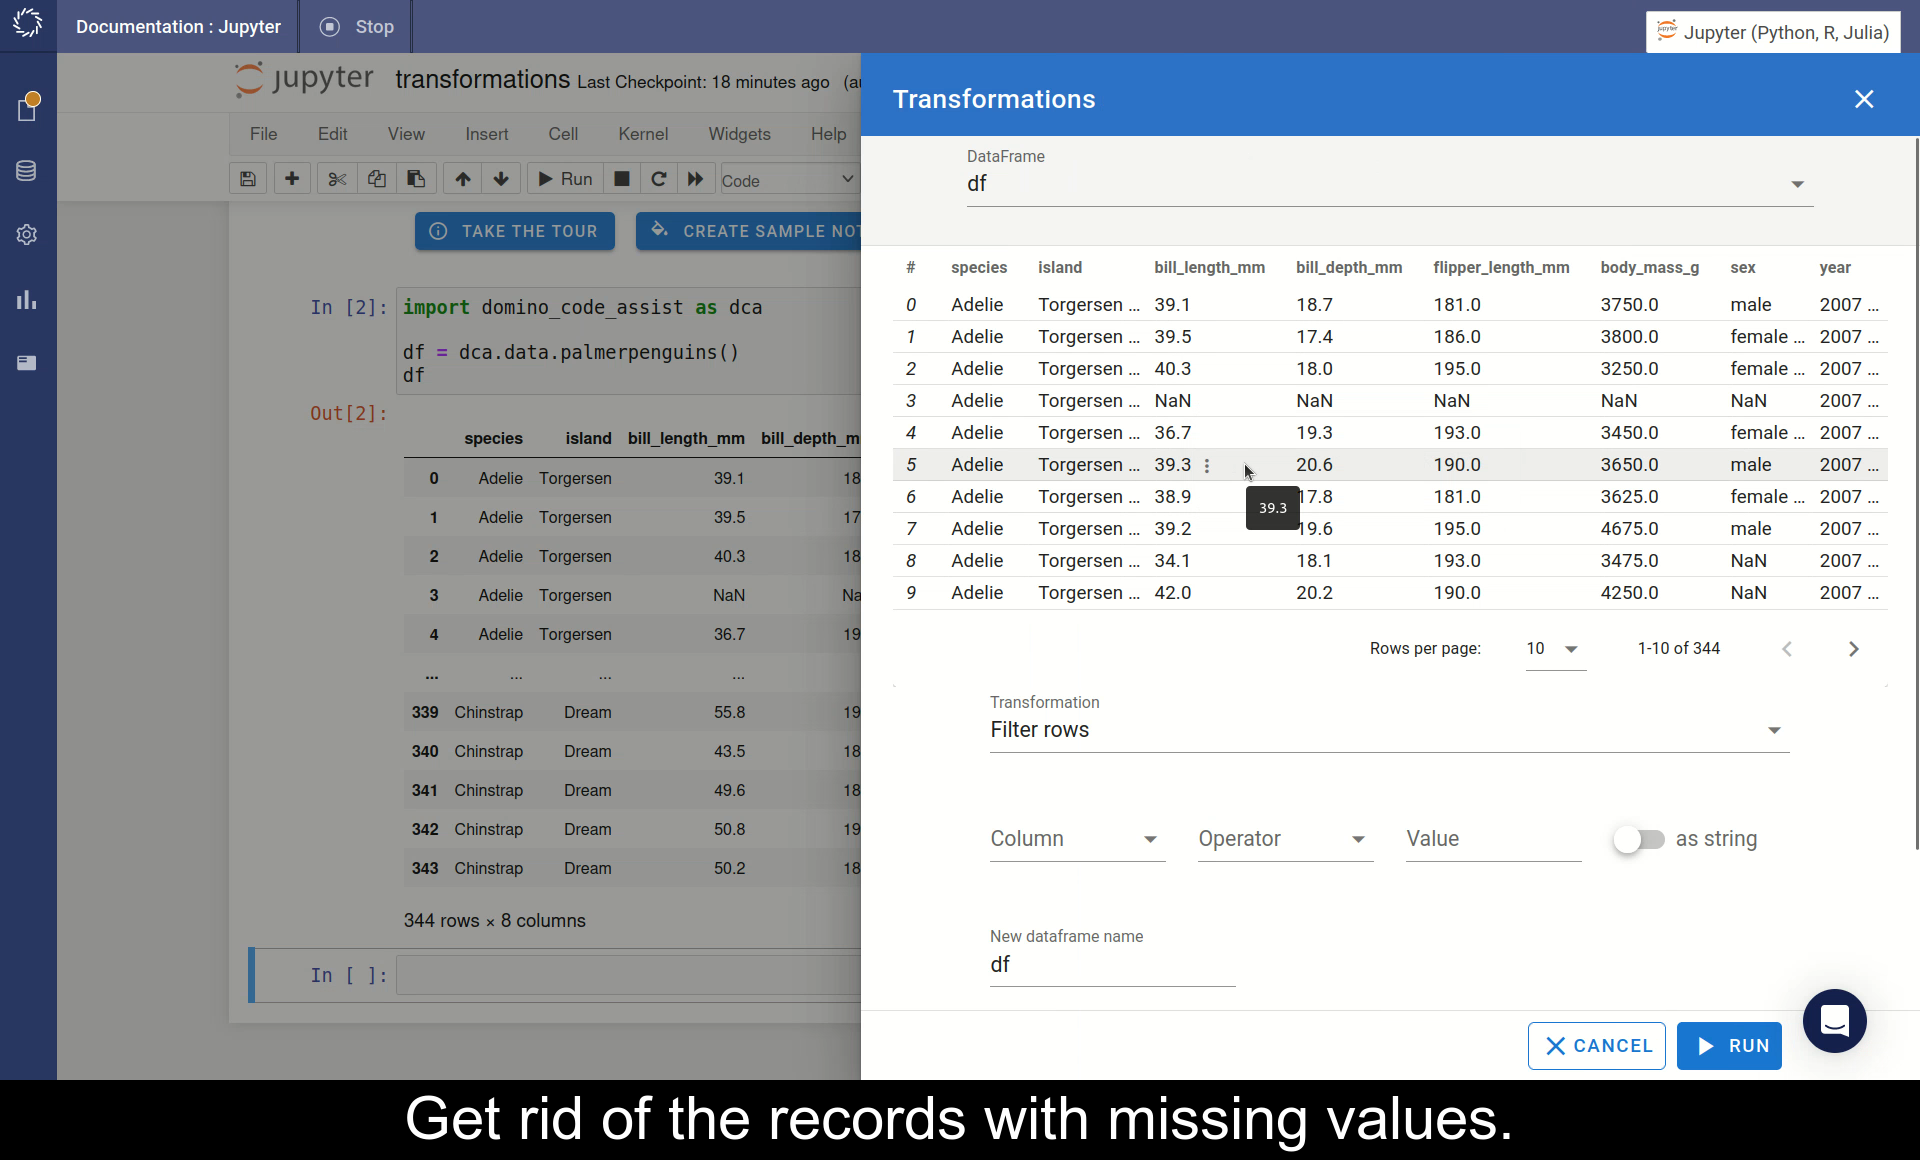 Documentation : Jupyter
Stop
Jupyter (Python, R, Julia)
jupyter transformations Last Checkpoint: 18 minutes ago (au
File Edit View Insert Cell Kernel Widgets Help
Run Code
TAKE THE TOUR
CREATE SAMPLE NOT
In [2]: import domino_code_assist as dca
df = dca.data.palmerpenguins()
df
Out[2]:
species island bill_length_mm bill_depth_m
0 Adelie Torgersen 39.1 18
1 Adelie Torgersen 39.5 17
2 Adelie Torgersen 40.3 18
3 Adelie Torgersen NaN Na
4 Adelie Torgersen 36.7 19
... ... ... ...
339 Chinstrap Dream 55.8 19
340 Chinstrap Dream 43.5 18
341 Chinstrap Dream 49.6 18
342 Chinstrap Dream 50.8 19
343 Chinstrap Dream 50.2 18
344 rows × 8 columns
In [ ]:
Transformations
DataFrame
df
# species island bill_length_mm bill_depth_mm flipper_length_mm body_mass_g sex year
0 Adelie Torgersen ... 39.1 18.7 181.0 3750.0 male 2007 ...
1 Adelie Torgersen ... 39.5 17.4 186.0 3800.0 female ... 2007 ...
2 Adelie Torgersen ... 40.3 18.0 195.0 3250.0 female ... 2007 ...
3 Adelie Torgersen ... NaN NaN NaN NaN NaN 2007 ...
4 Adelie Torgersen ... 36.7 19.3 193.0 3450.0 female ... 2007 ...
5 Adelie Torgersen ... 39.3 20.6 190.0 3650.0 male 2007 ...
6 Adelie Torgersen ... 38.9 17.8 181.0 3625.0 female ... 2007 ...
39.3
7 Adelie Torgersen ... 39.2 19.6 195.0 4675.0 male 2007 ...
8 Adelie Torgersen ... 34.1 18.1 193.0 3475.0 NaN 2007 ...
9 Adelie Torgersen ... 42.0 20.2 190.0 4250.0 NaN 2007 ...
Rows per page: 10 1-10 of 344
Transformation
Filter rows
Column Operator Value as string
New dataframe name
df
CANCEL
RUN
Get rid of the records with missing values.